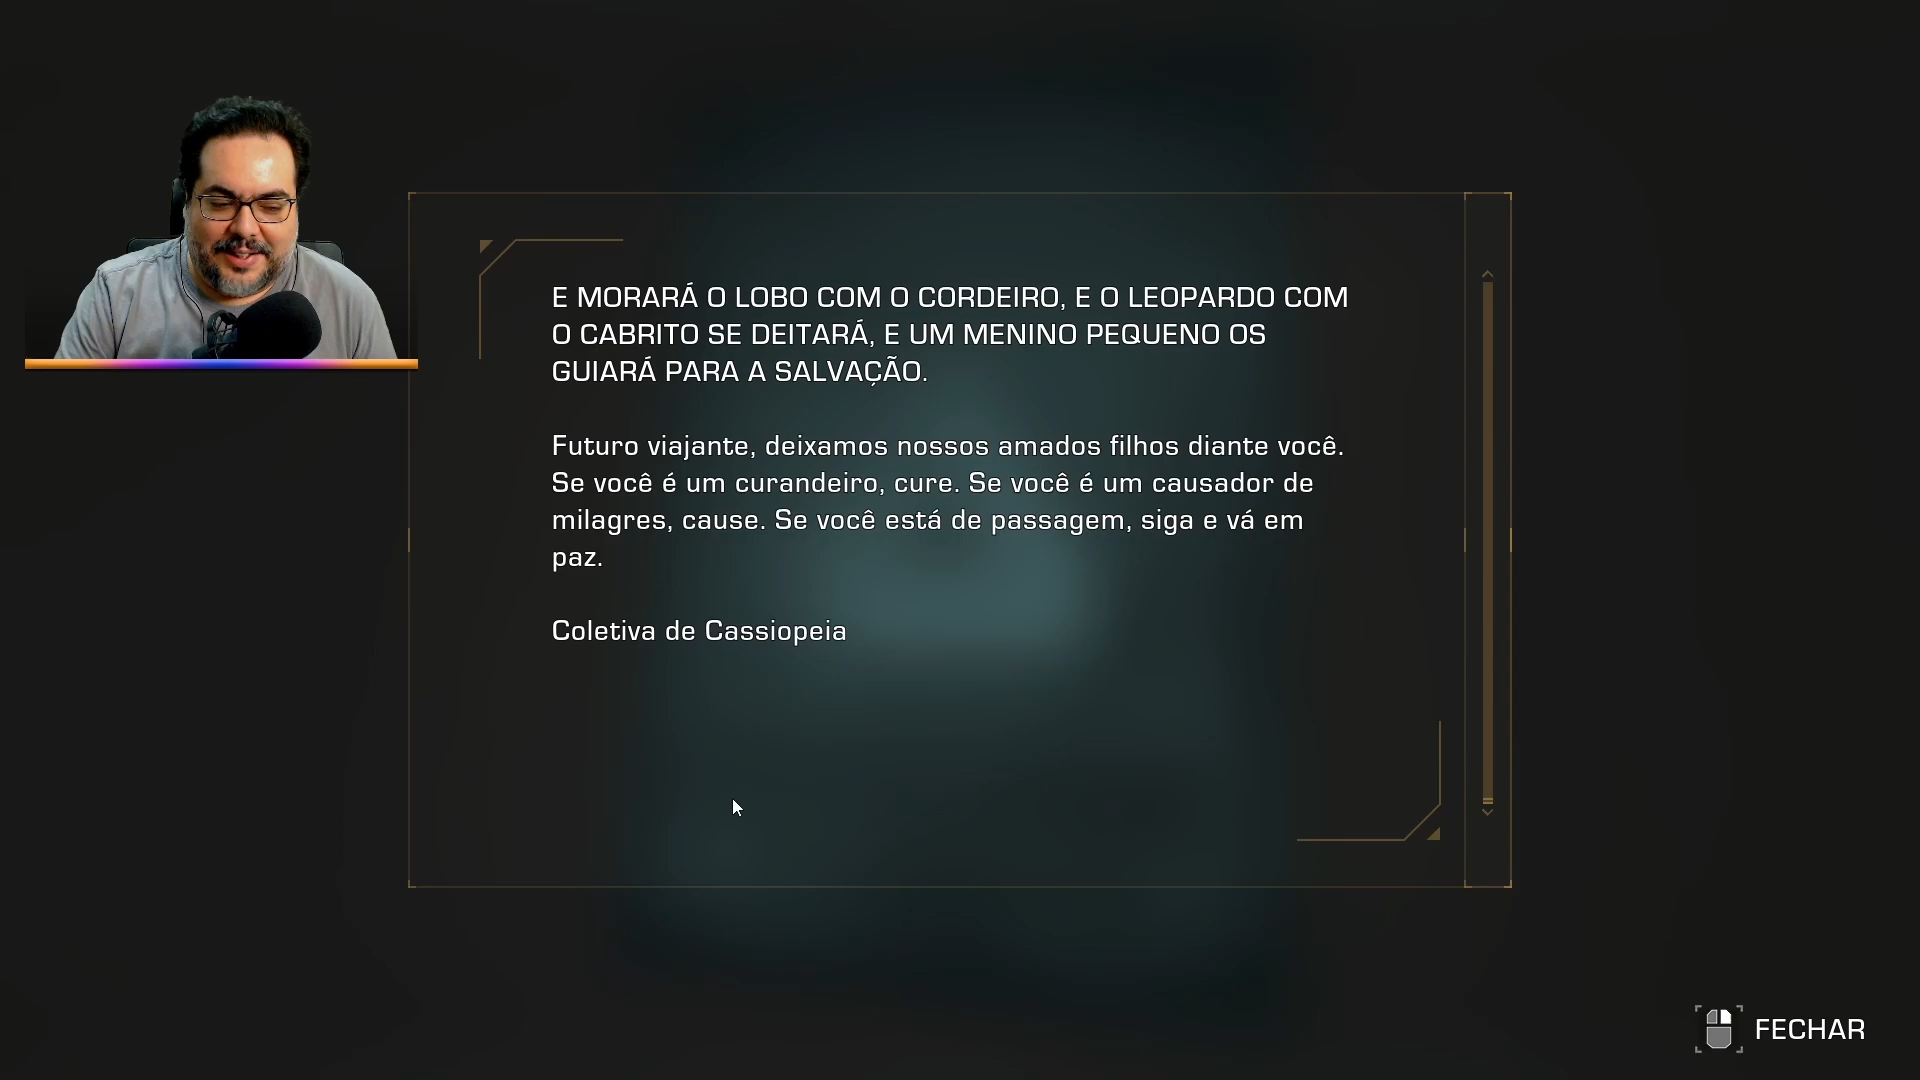 E MORARÁ O LOBO COM O CORDEIRO, E O LEOPARDO COM
O CABRITO SE DEITARÁ, E UM MENINO PEQUENO OS
GUIARÁ PARA A SALVAÇÃO.
Futuro viajante, deixamos nossos amados filhos diante você.
Se você é um curandeiro, cure. Se você é um causador de
milagres, cause. Se você está de passagem, siga e vá em
paz.
Coletiva de Cassiopeia
FECHAR